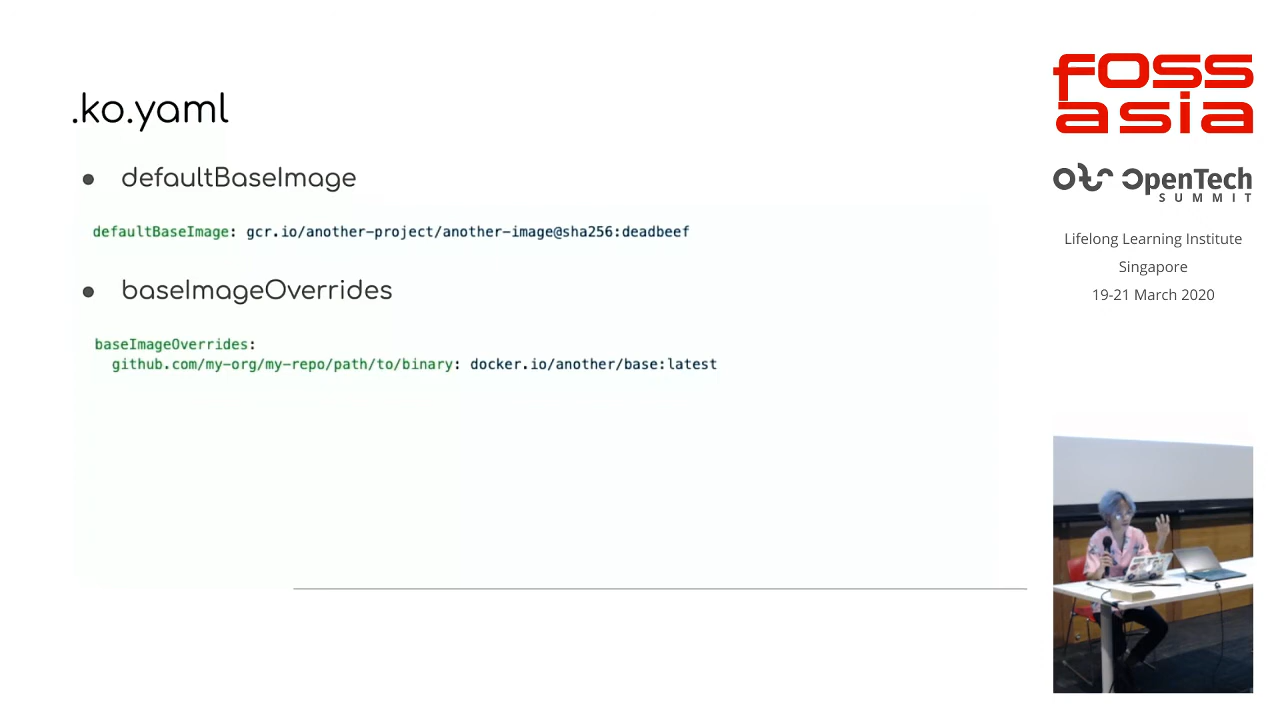 .ko.yaml
● defaultBaseImage
defaultBaseImage: gcr.io/another-project/another-image@sha256:deadbeef
● baseImageOverrides
baseImageOverrides:
github.com/my-org/my-repo/path/to/binary: docker.io/another/base:latest
foss
asia
ots OpenTech
SUMMIT
Lifelong Learning Institute
Singapore
19-21 March 2020